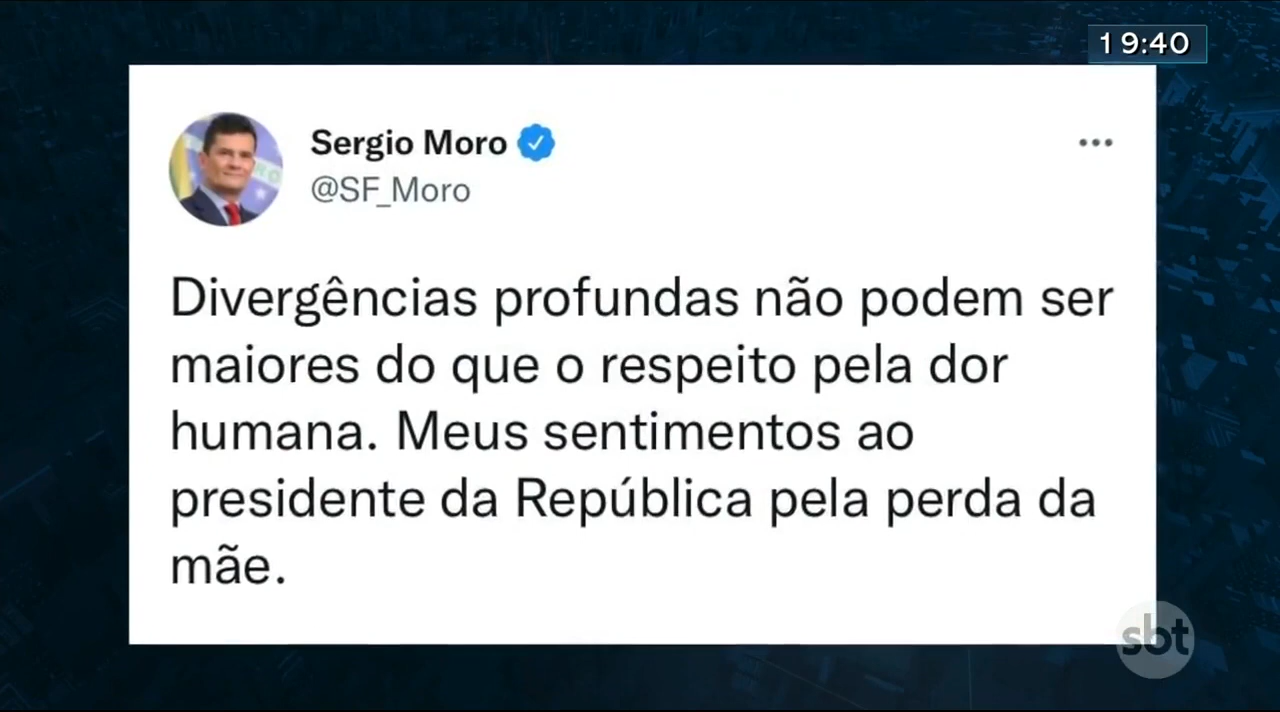 19:40
Sergio Moro
@SF_Moro
Divergências profundas não podem ser
maiores do que o respeito pela dor
humana. Meus sentimentos ao
presidente da República pela perda da
mãe.
sbt